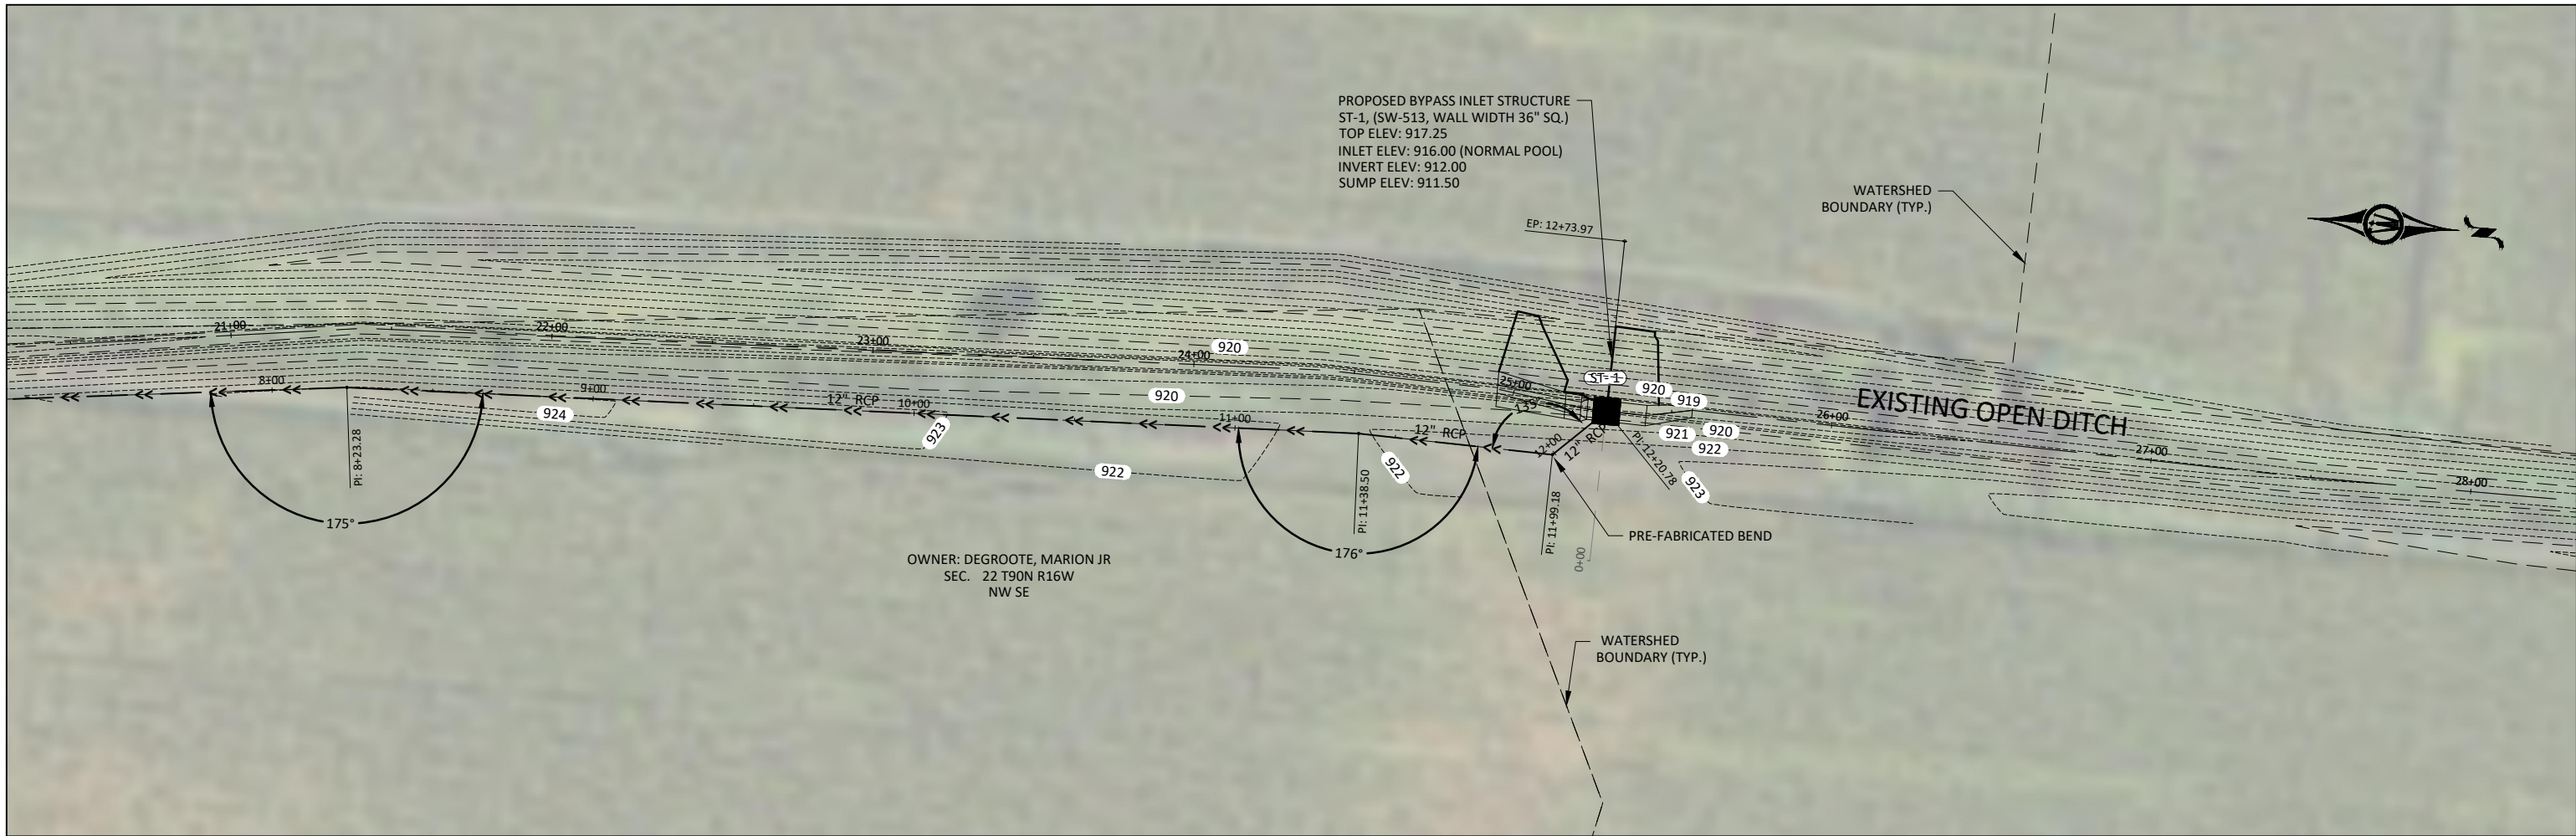 PROPOSED BYPASS INLET STRUCTURE
ST-1, (SW-513, WALL WIDTH 36" SQ.)
TOP ELEV: 917.25
INLET ELEV: 916.00 (NORMAL POOL)
INVERT ELEV: 912.00
SUMP ELEV: 911.50
WATERSHED
BOUNDARY (TYP.)
EP: 12+73.97
21+00
22+00
23+00
24+00
920
25+00
ST-1
920
919
26+00
EXISTING OPEN DITCH
27+00
28+00
8+00
9+00
924
12" RCP
10+00
923
920
11+00
922
12" RCP
922
12+00
12" RCP
921
920
922
923
PI: 8+23.28
PI: 11+38.50
PI: 11+99.18
PI: 12+20.78
0+00
175°
176°
PRE-FABRICATED BEND
OWNER: DEGROOTE, MARION JR
SEC. 22 T90N R16W
NW SE
WATERSHED
BOUNDARY (TYP.)